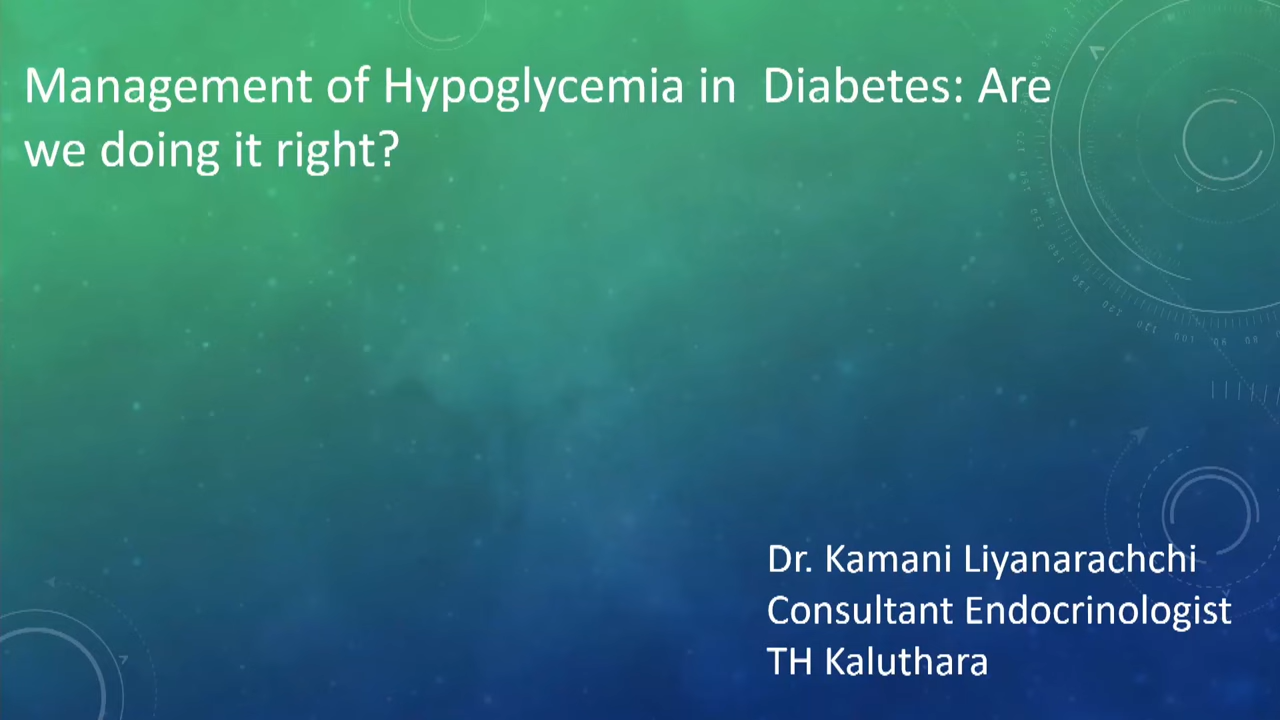 Management of Hypoglycemia in  Diabetes: Are
we doing it right?
Dr. Kamani Liyanarachchi
Consultant Endocrinologist
TH Kaluthara